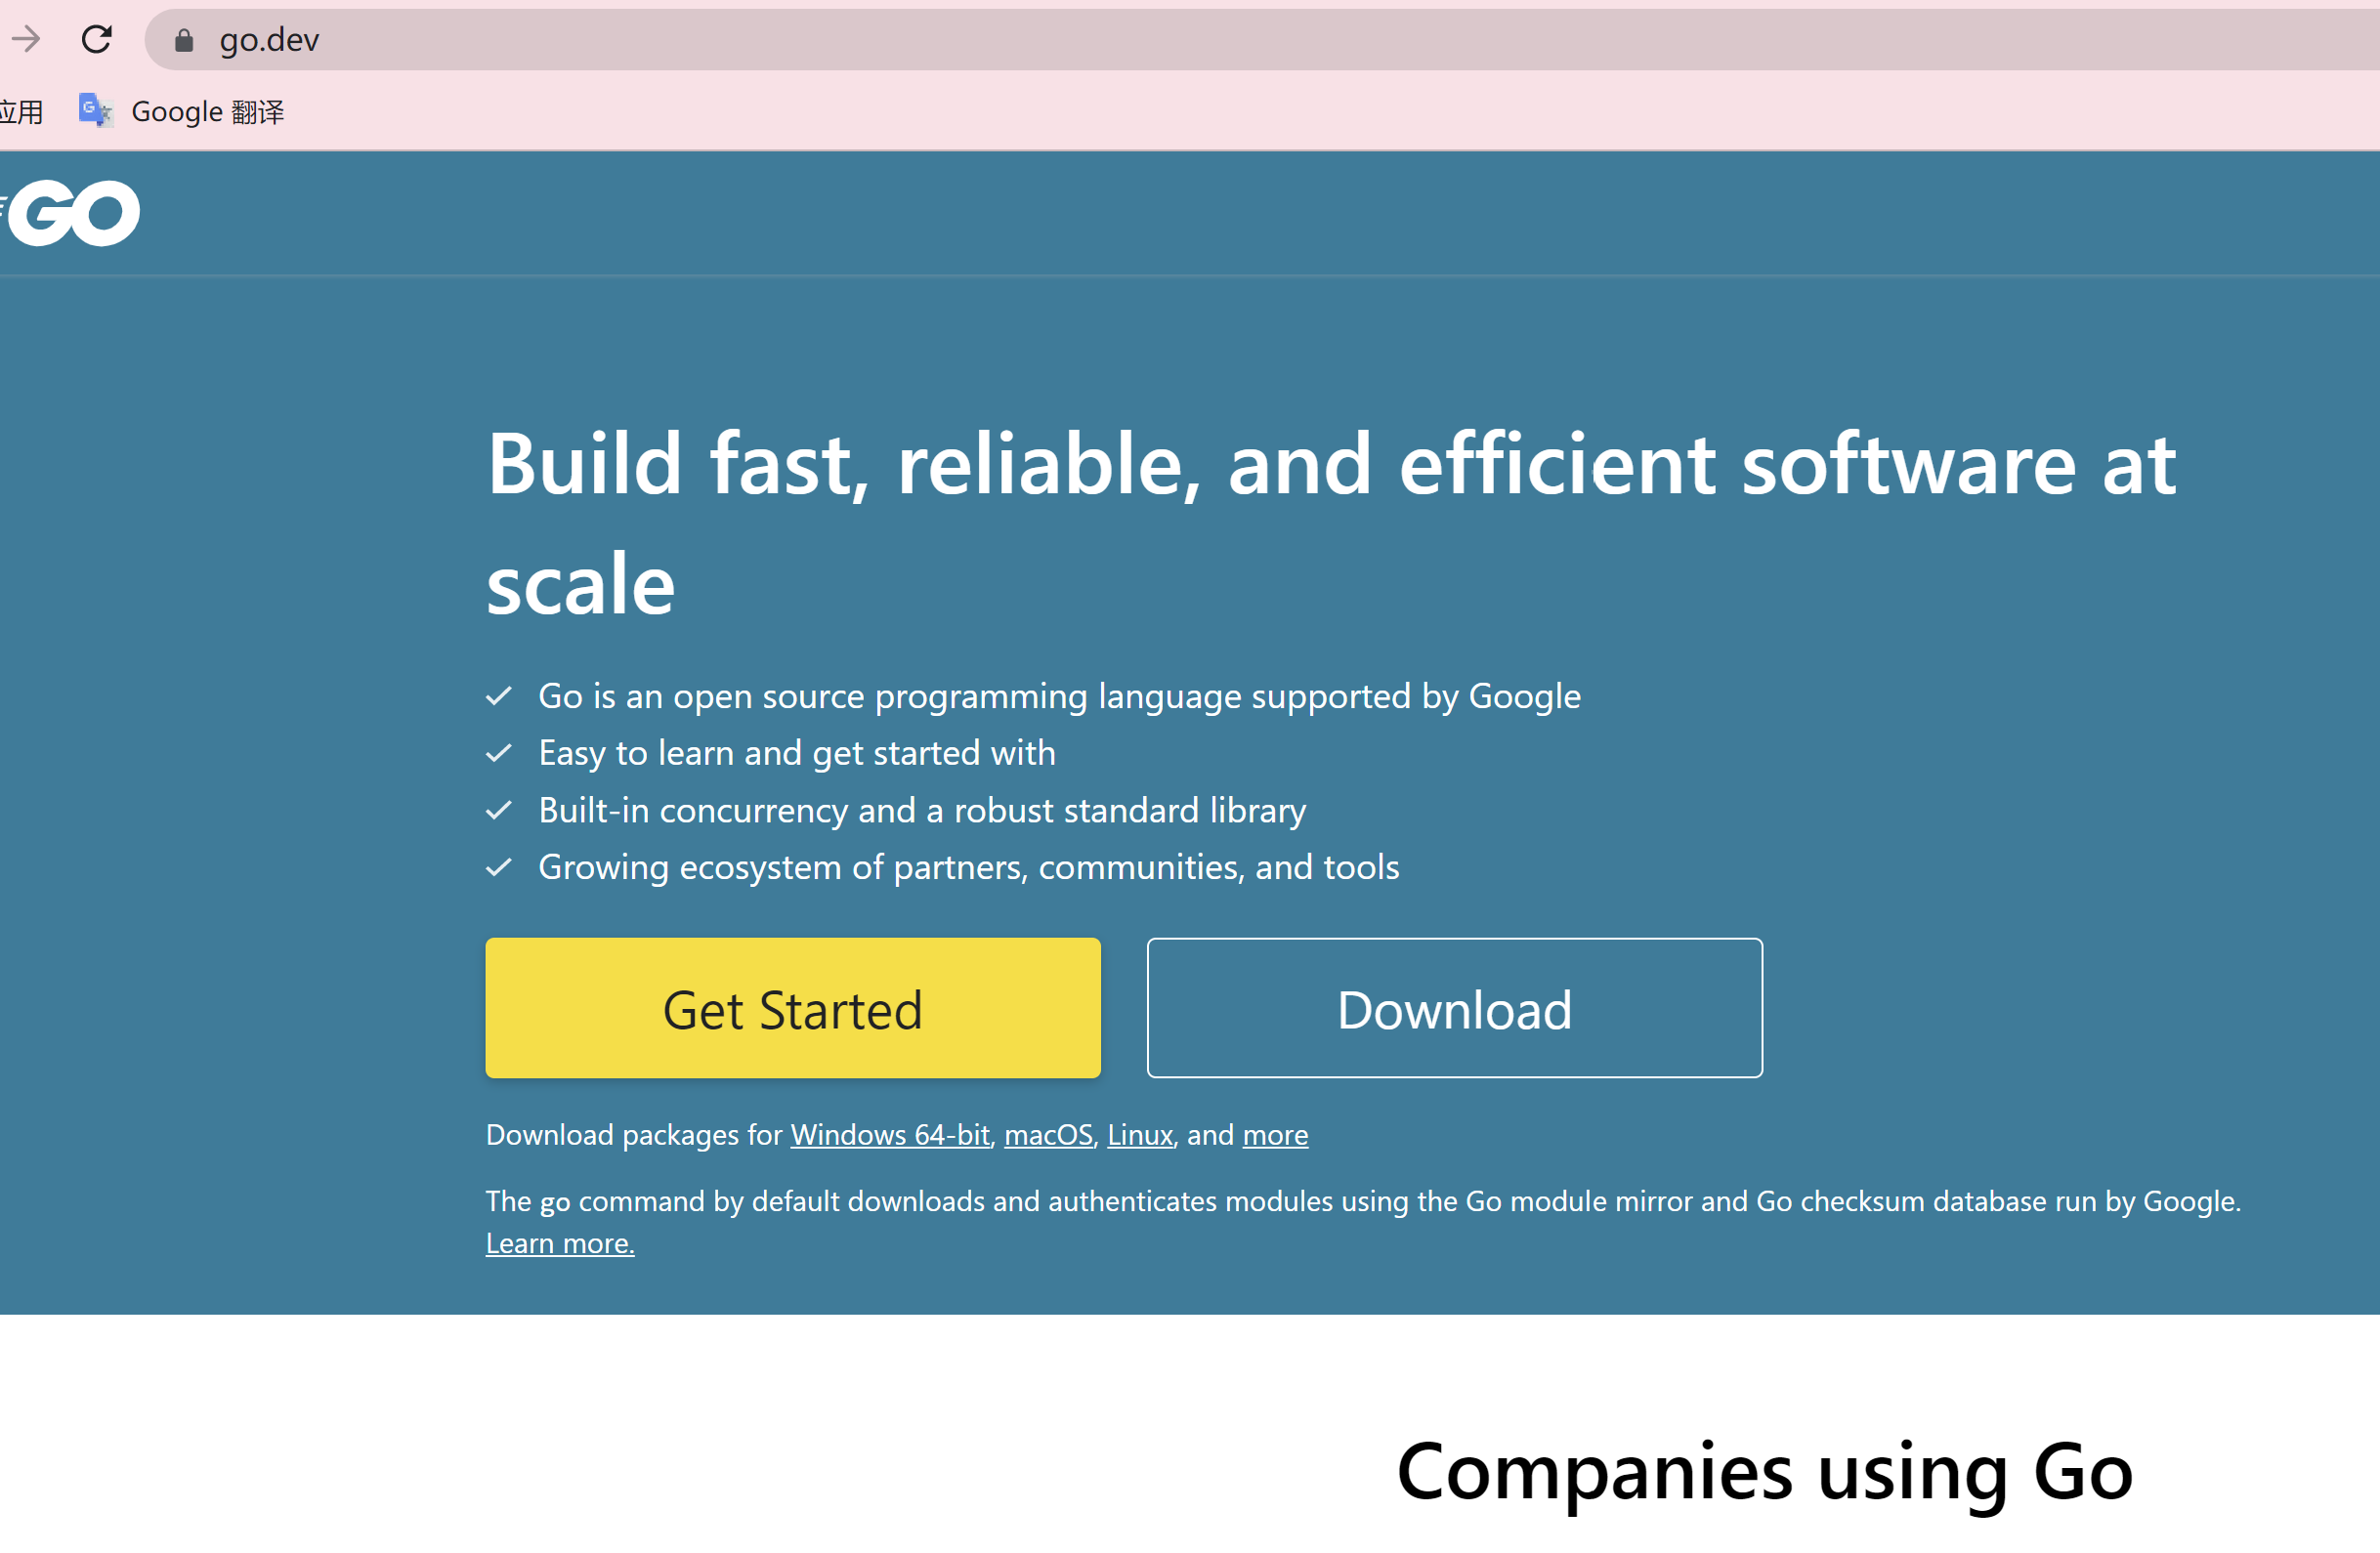 go.dev
应用 Google 翻译
GO
Build fast, reliable, and efficient software at
scale
Go is an open source programming language supported by Google
Easy to learn and get started with
Built-in concurrency and a robust standard library
Growing ecosystem of partners, communities, and tools
Get Started Download
Download packages for Windows 64-bit, macOS, Linux, and more
The go command by default downloads and authenticates modules using the Go module mirror and Go checksum database run by Google.
Learn more.
Companies using Go